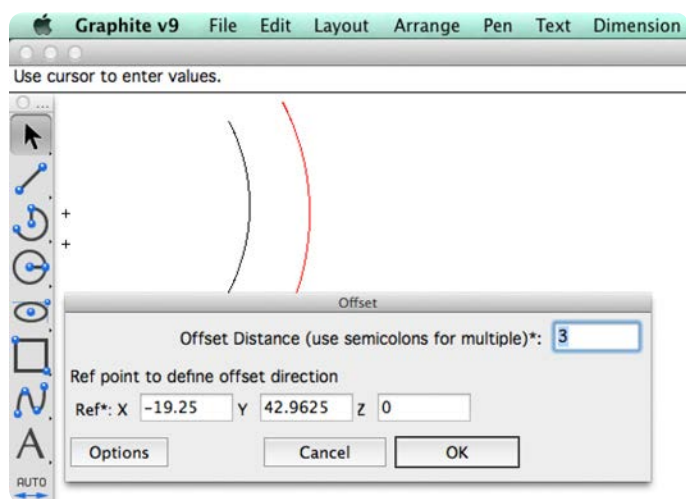 Graphite v9 File Edit Layout Arrange Pen Text Dimension
Use cursor to enter values.
...
Offset
Offset Distance (use semicolons for multiple)*: 3
Ref point to define offset direction
Ref*: X -19.25 Y 42.9625 Z 0
Options Cancel OK
A
AUTO